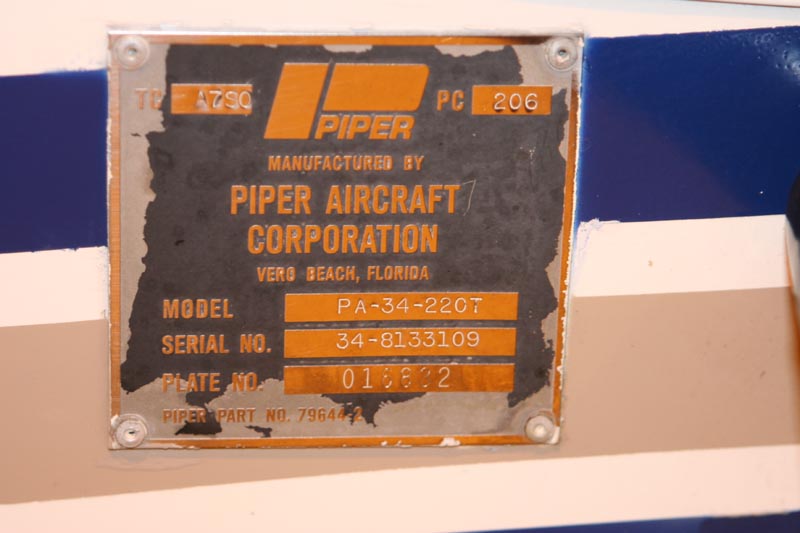 TC A7SO PIPER PC 206
MANUFACTURED BY
PIPER AIRCRAFT
CORPORATION
VERO BEACH, FLORIDA
MODEL PA-34-220T
SERIAL NO. 34-8133109
PLATE NO.
PIPER PART NO. 79644-2